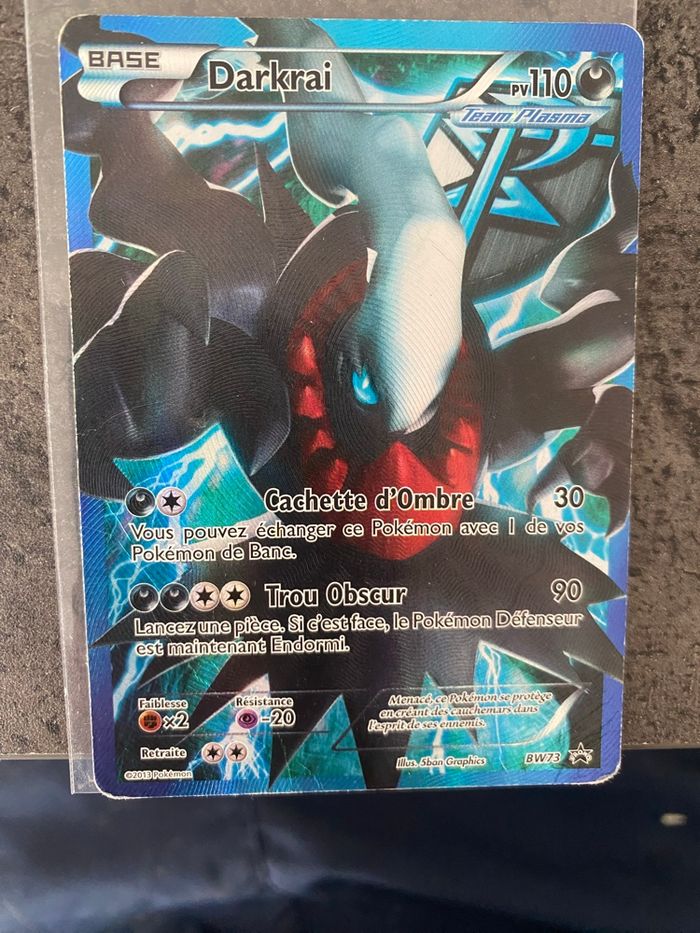 BASE
Darkrai
PV110
Team Plasma
Cachette d'Ombre 30
Vous pouvez échanger ce Pokémon avec 1 de vos
Pokémon de Banc.
Trou Obscur 90
Lancez une pièce. Si c'est face, le Pokémon Défenseur
est maintenant Endormi.
Faiblesse Résistance
×2 -20
Menacé, ce Pokémon se protège
en créant des cauchemars dans
l'esprit de ses ennemis.
Retraite
Illus. 5ban Graphics
BW73
©2013 Pokémon